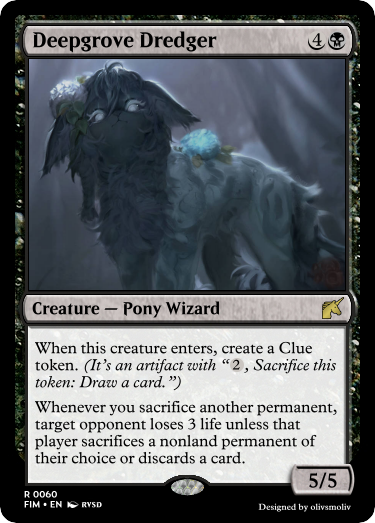 Deepgrove Dredger 4
Creature — Pony Wizard
When this creature enters, create a Clue
token. (It's an artifact with “2, Sacrifice this
token: Draw a card.”)
Whenever you sacrifice another permanent,
target opponent loses 3 life unless that
player sacrifices a nonland permanent of
their choice or discards a card.
5/5
R 0060
FIM • EN RVSD
Designed by olivsmoliv